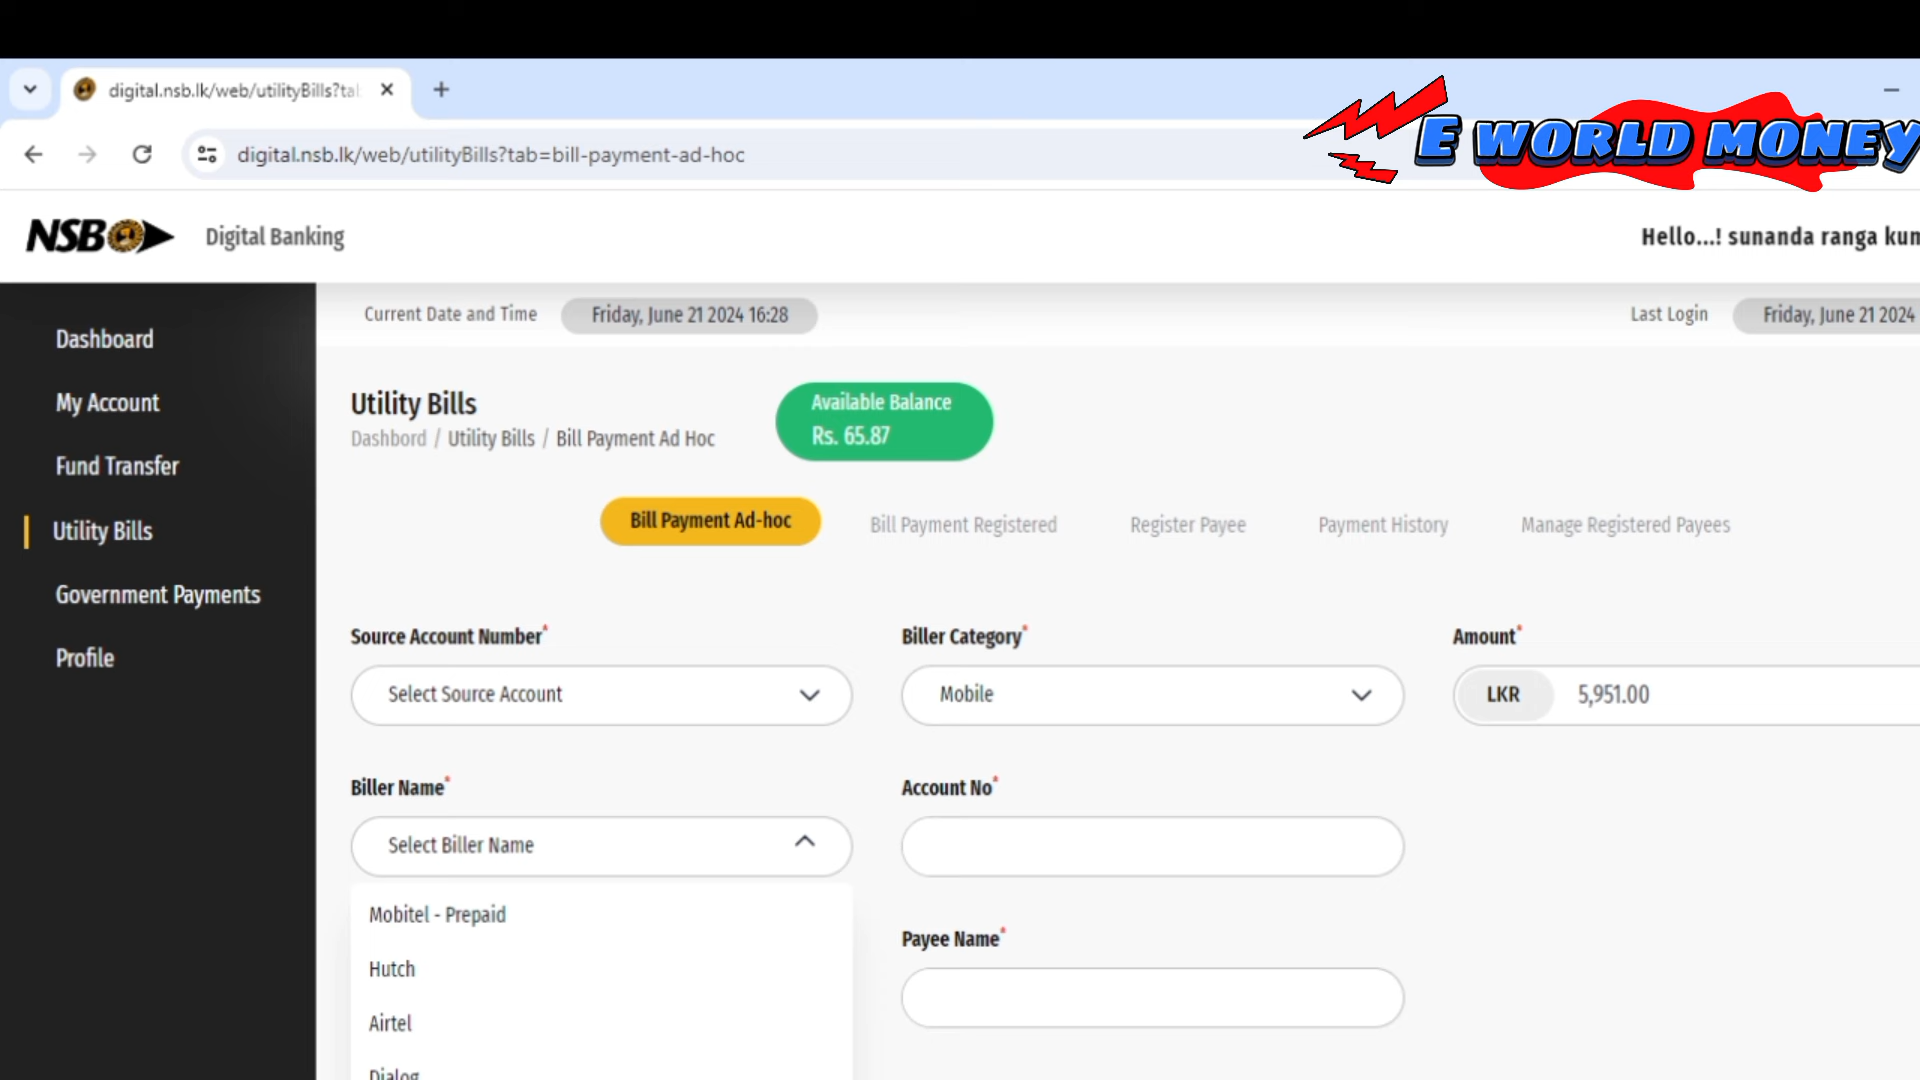 digital.nsb.lk/web/utilityBills?ta
digital.nsb.lk/web/utilityBills?tab=bill-payment-ad-hoc
E WORLD MONEY
NSB
Digital Banking
Hello...! sunanda ranga kum
Current Date and Time
Friday, June 21 2024 16:28
Last Login
Friday, June 21 2024
Dashboard
My Account
Fund Transfer
Utility Bills
Government Payments
Profile
Utility Bills
Dashbord / Utility Bills / Bill Payment Ad Hoc
Available Balance
Rs. 65.87
Bill Payment Ad-hoc
Bill Payment Registered
Register Payee
Payment History
Manage Registered Payees
Source Account Number*
Biller Category*
Amount*
Select Source Account
Mobile
LKR
5,951.00
Biller Name*
Account No*
Select Biller Name
Mobitel - Prepaid
Hutch
Airtel
Dialog
Payee Name*